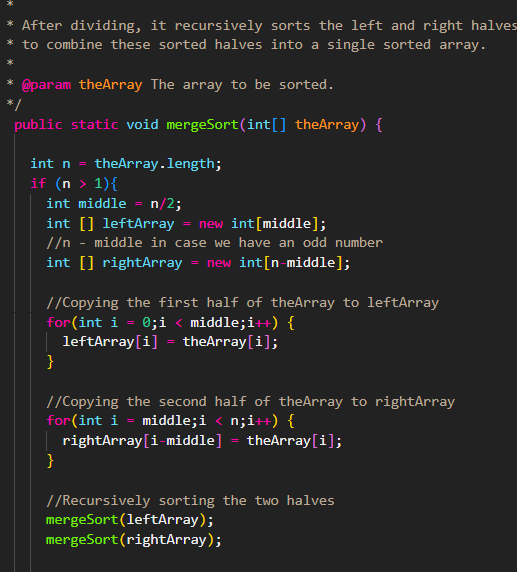 *
* After dividing, it recursively sorts the left and right halves
* to combine these sorted halves into a single sorted array.
*
* @param theArray The array to be sorted.
*/
public static void mergeSort(int[] theArray) {
int n = theArray.length;
if (n > 1){
int middle = n/2;
int [] leftArray = new int[middle];
//n - middle in case we have an odd number
int [] rightArray = new int[n-middle];
//Copying the first half of theArray to leftArray
for(int i = 0;i < middle;i++) {
leftArray[i] = theArray[i];
}
//Copying the second half of theArray to rightArray
for(int i = middle;i < n;i++) {
rightArray[i-middle] = theArray[i];
}
//Recursively sorting the two halves
mergeSort(leftArray);
mergeSort(rightArray);